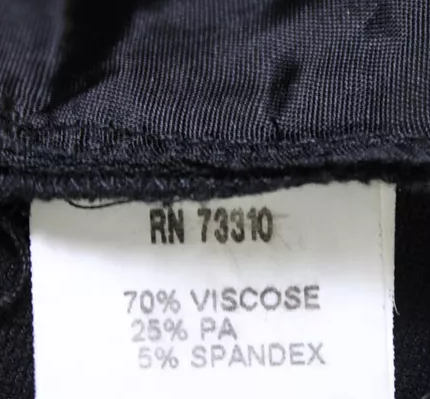 RN 73310
70% VISCOSE
25% PA
5% SPANDEX